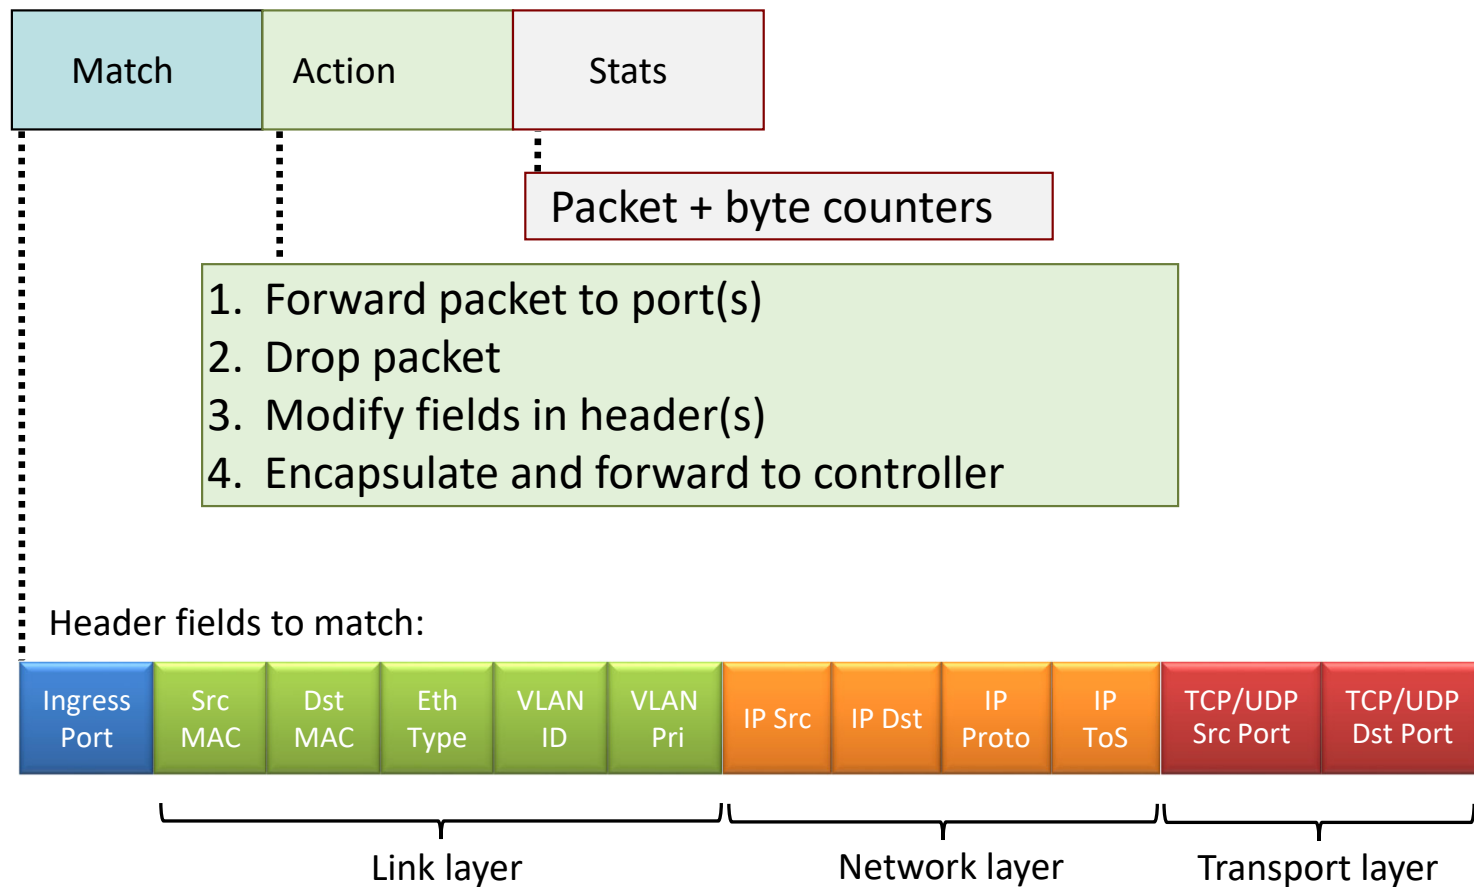 Match
Action
Stats
Packet + byte counters
1. Forward packet to port(s)
2. Drop packet
3. Modify fields in header(s)
4. Encapsulate and forward to controller
Header fields to match:
Ingress
Port
Src
MAC
Dst
MAC
Eth
Type
VLAN
ID
VLAN
Pri
IP Src
IP Dst
IP
Proto
IP
ToS
TCP/UDP
Src Port
TCP/UDP
Dst Port
Link layer
Network layer
Transport layer